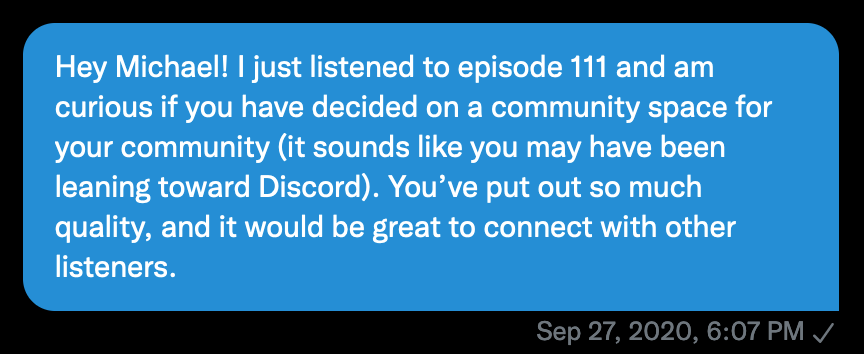 Hey Michael! I just listened to episode 111 and am
curious if you have decided on a community space for
your community (it sounds like you may have been
leaning toward Discord). You’ve put out so much
quality, and it would be great to connect with other
listeners.
Sep 27, 2020, 6:07 PM ✓